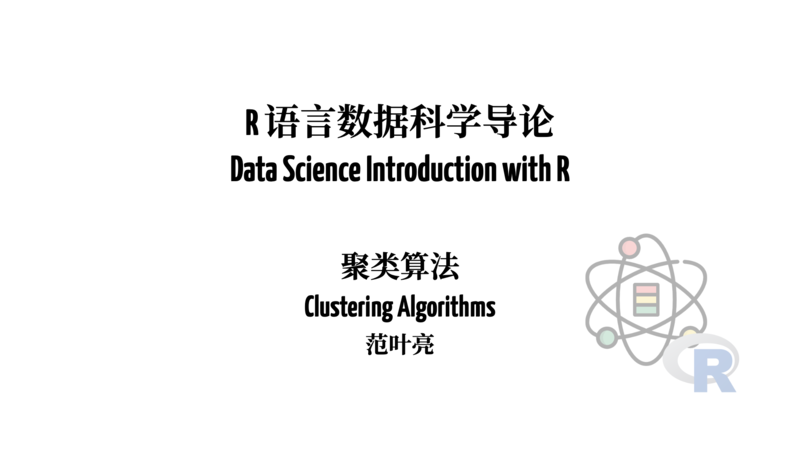 R 语言数据科学导论
Data Science Introduction with R
聚类算法
Clustering Algorithms
范叶亮
R